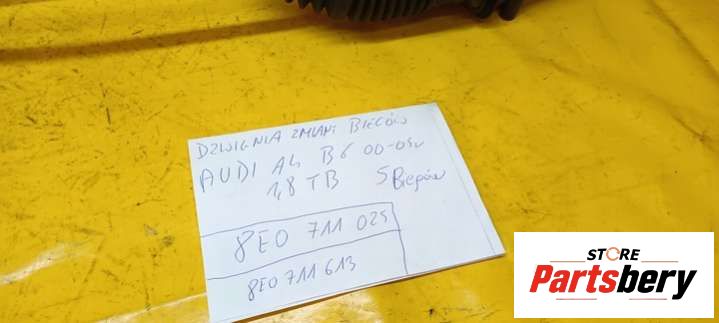 DZWIGNIA ZMIANY BIEGÓW
AUDI A4 B6 00-05r
1,8 TB 5 Biegów
8E0 711 025
8E0 711 613
STORE
Partsbery